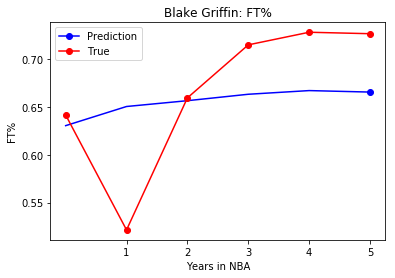 Blake Griffin: FT%
Prediction
True
FT%
0.70
0.65
0.60
0.55
1 2 3 4 5
Years in NBA